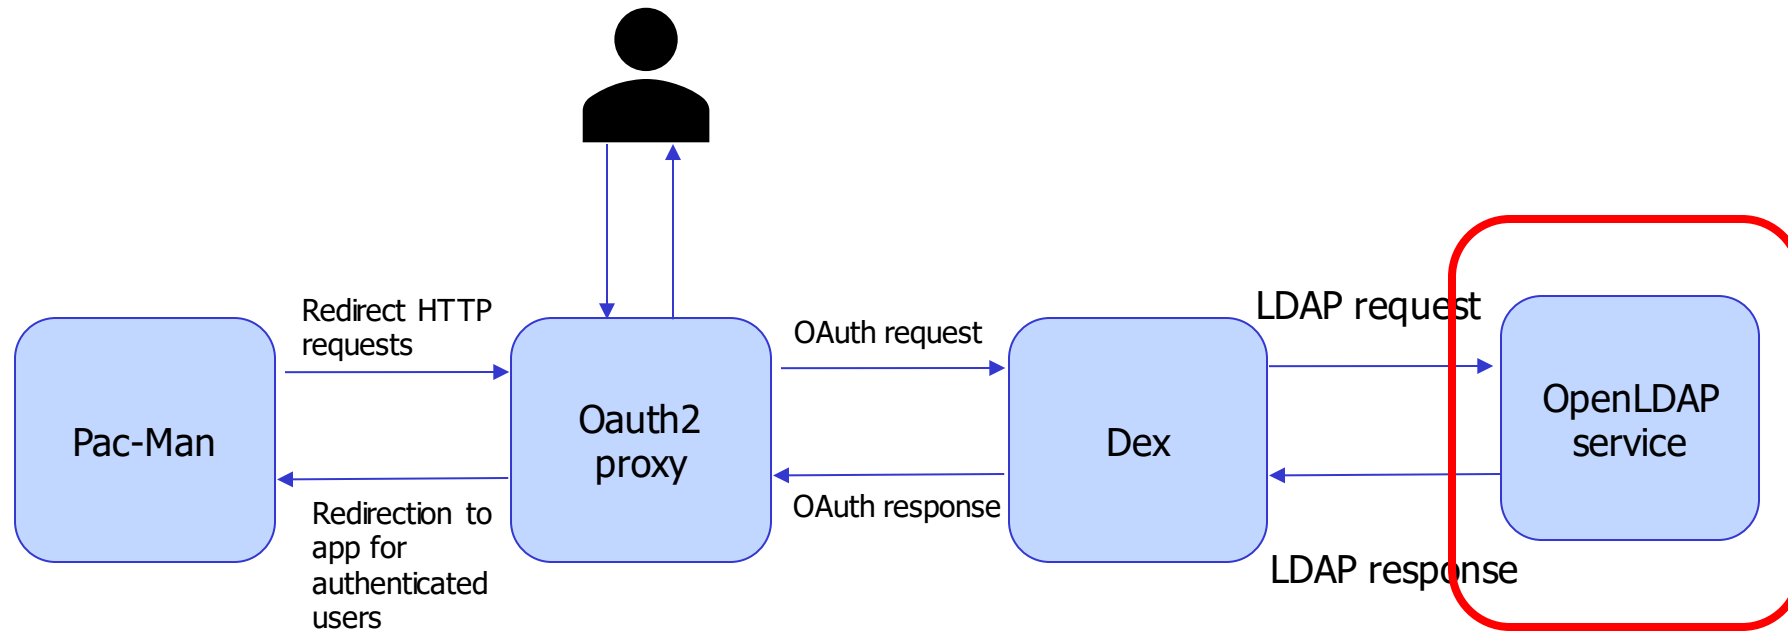 Redirect HTTP
requests
Pac-Man
Redirection to
app for
authenticated
users
Oauth2
proxy
OAuth request
OAuth response
Dex
LDAP request
LDAP response
OpenLDAP
service